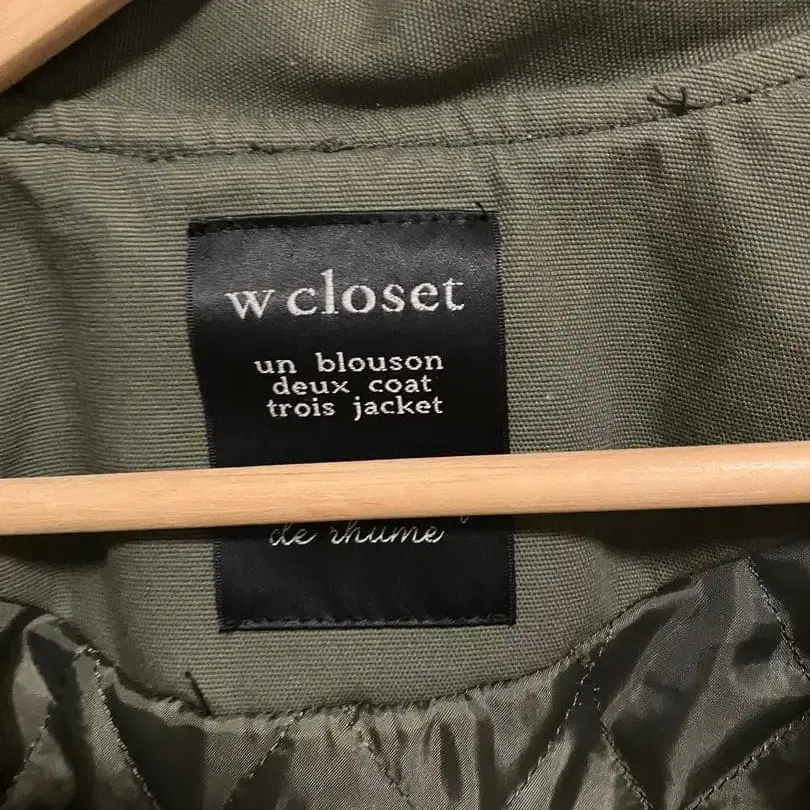 w closet
un blouson
deux coat
trois jacket
de rhume